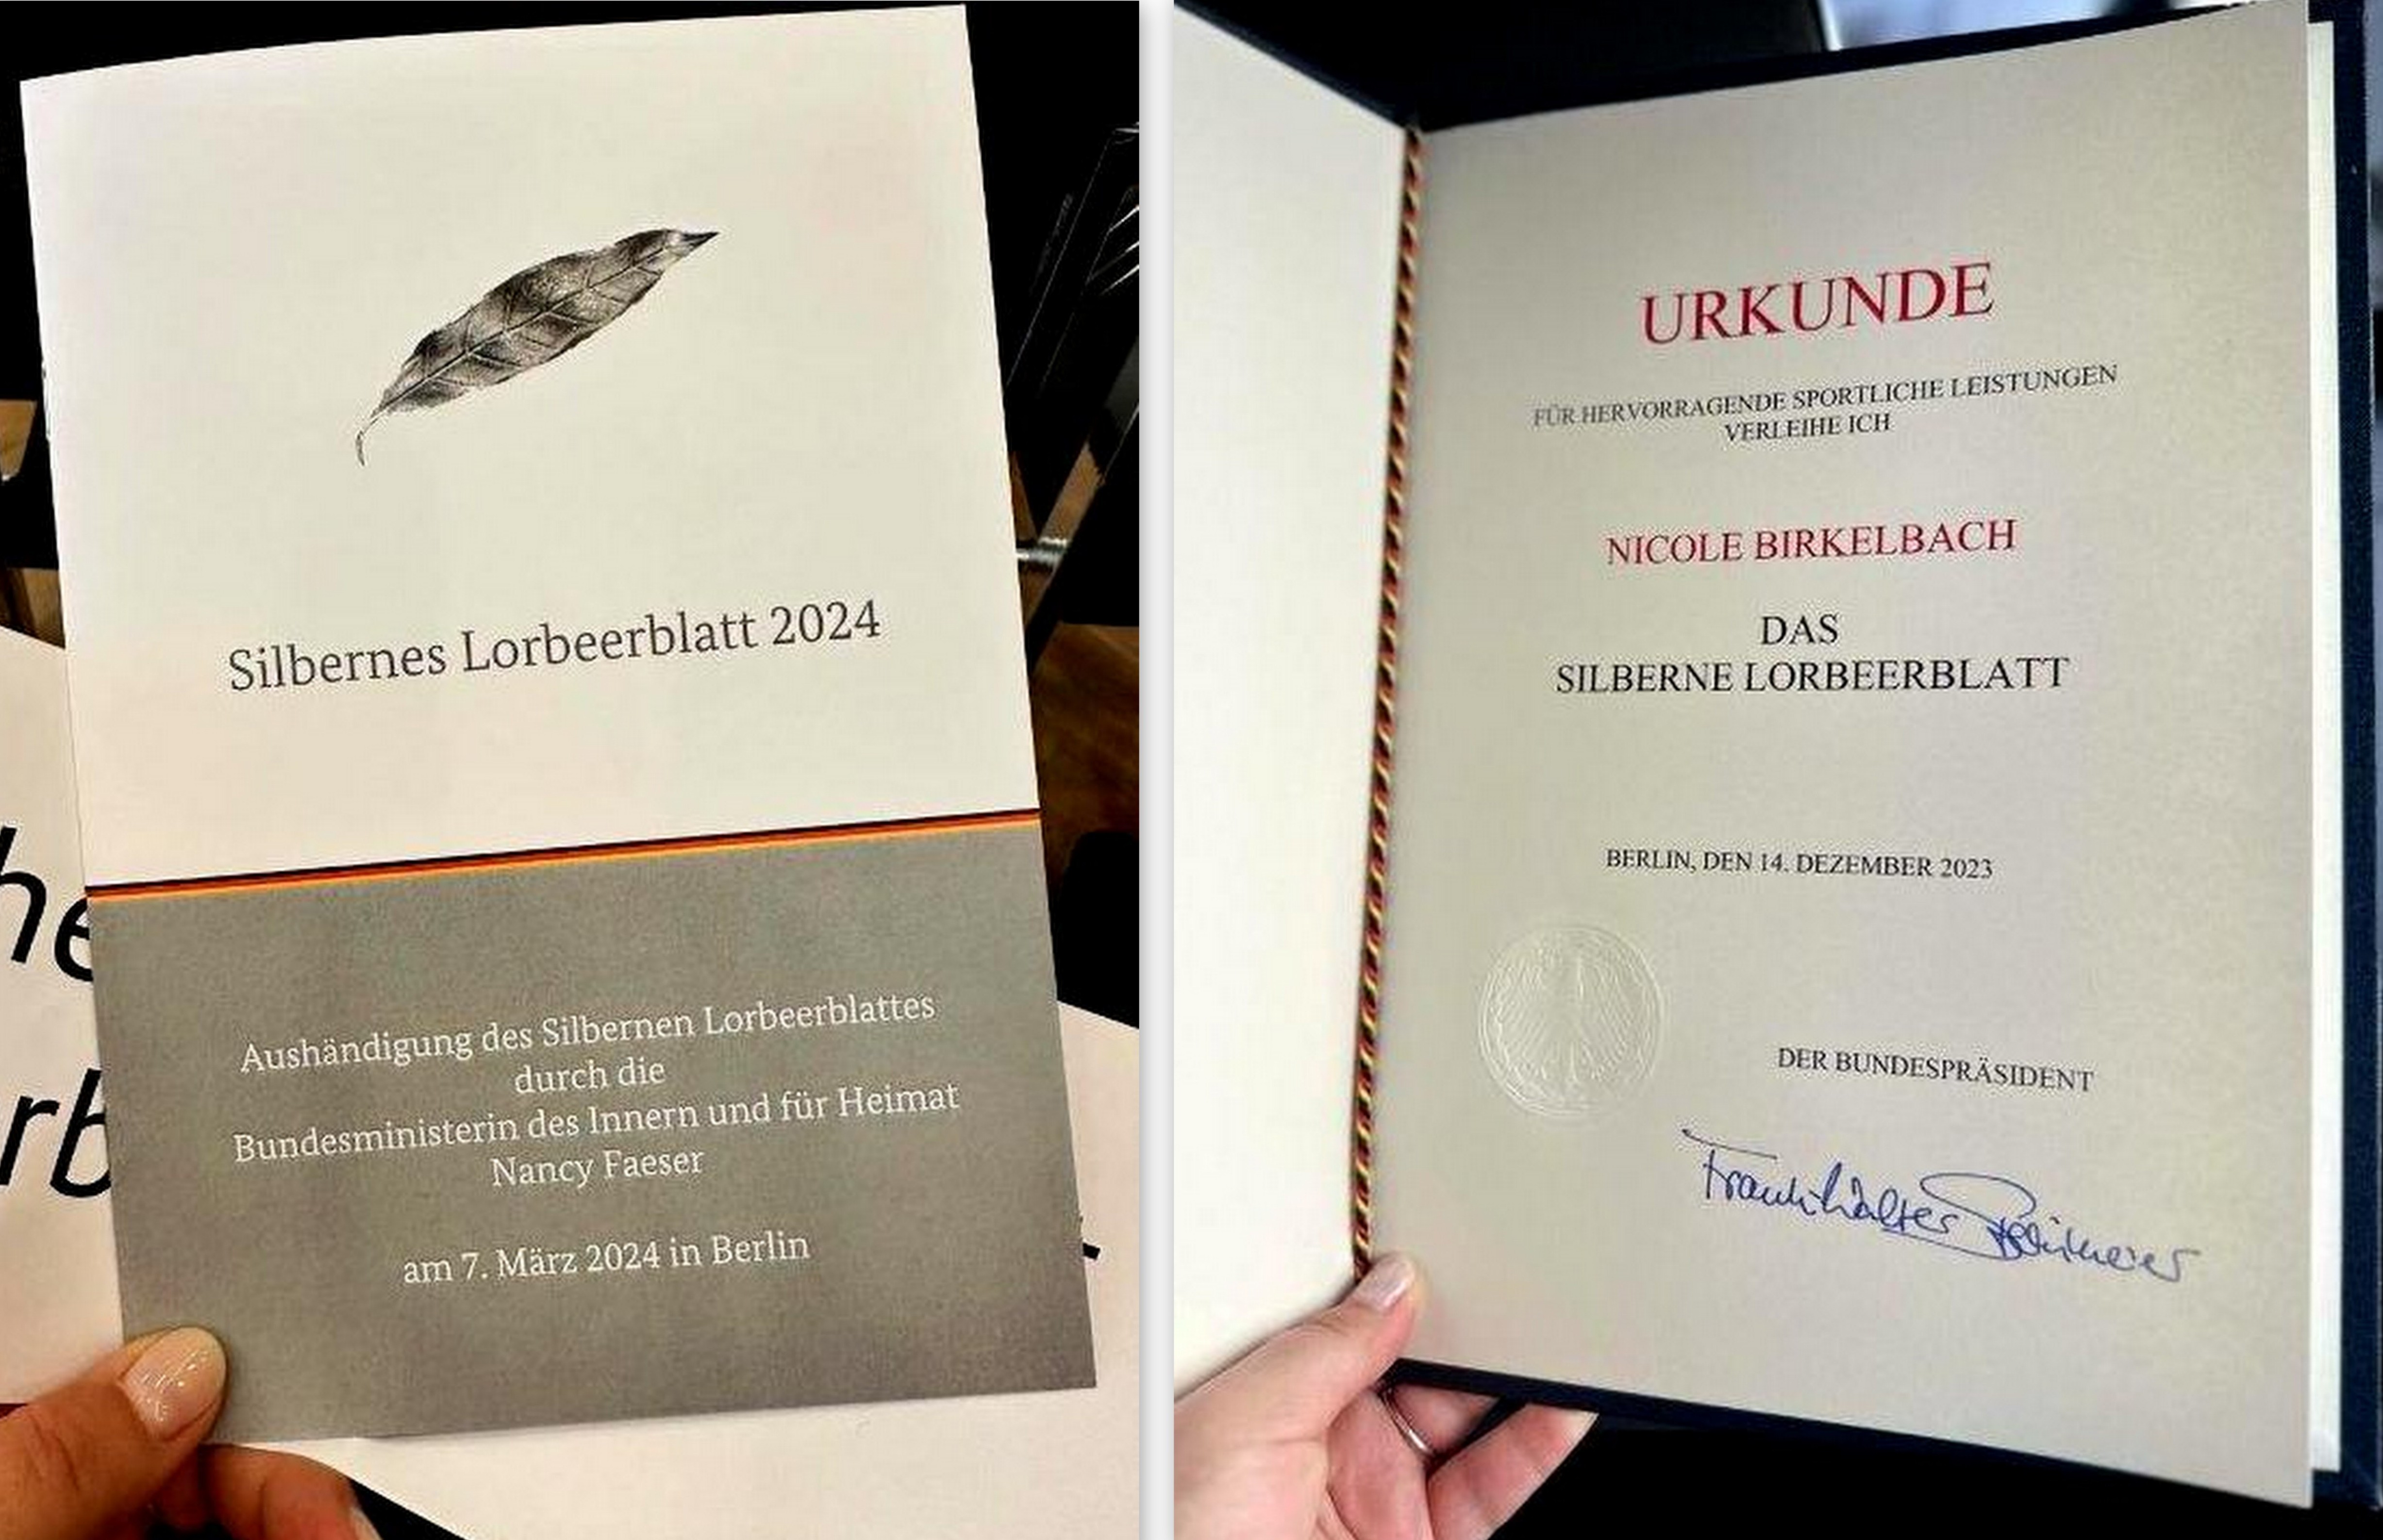 Silbernes Lorbeerblatt 2024
Aushändigung des Silbernen Lorbeerblattes
durch die
Bundesministerin des Innern und für Heimat
Nancy Faeser
am 7. März 2024 in Berlin
he
rb
URKUNDE
FÜR HERVORRAGENDE SPORTLICHE LEISTUNGEN
VERLEIHE ICH
NICOLE BIRKELBACH
DAS
SILBERNE LORBEERBLATT
BERLIN, DEN 14. DEZEMBER 2023
DER BUNDESPRÄSIDENT
Frank-Walter Steinmeier